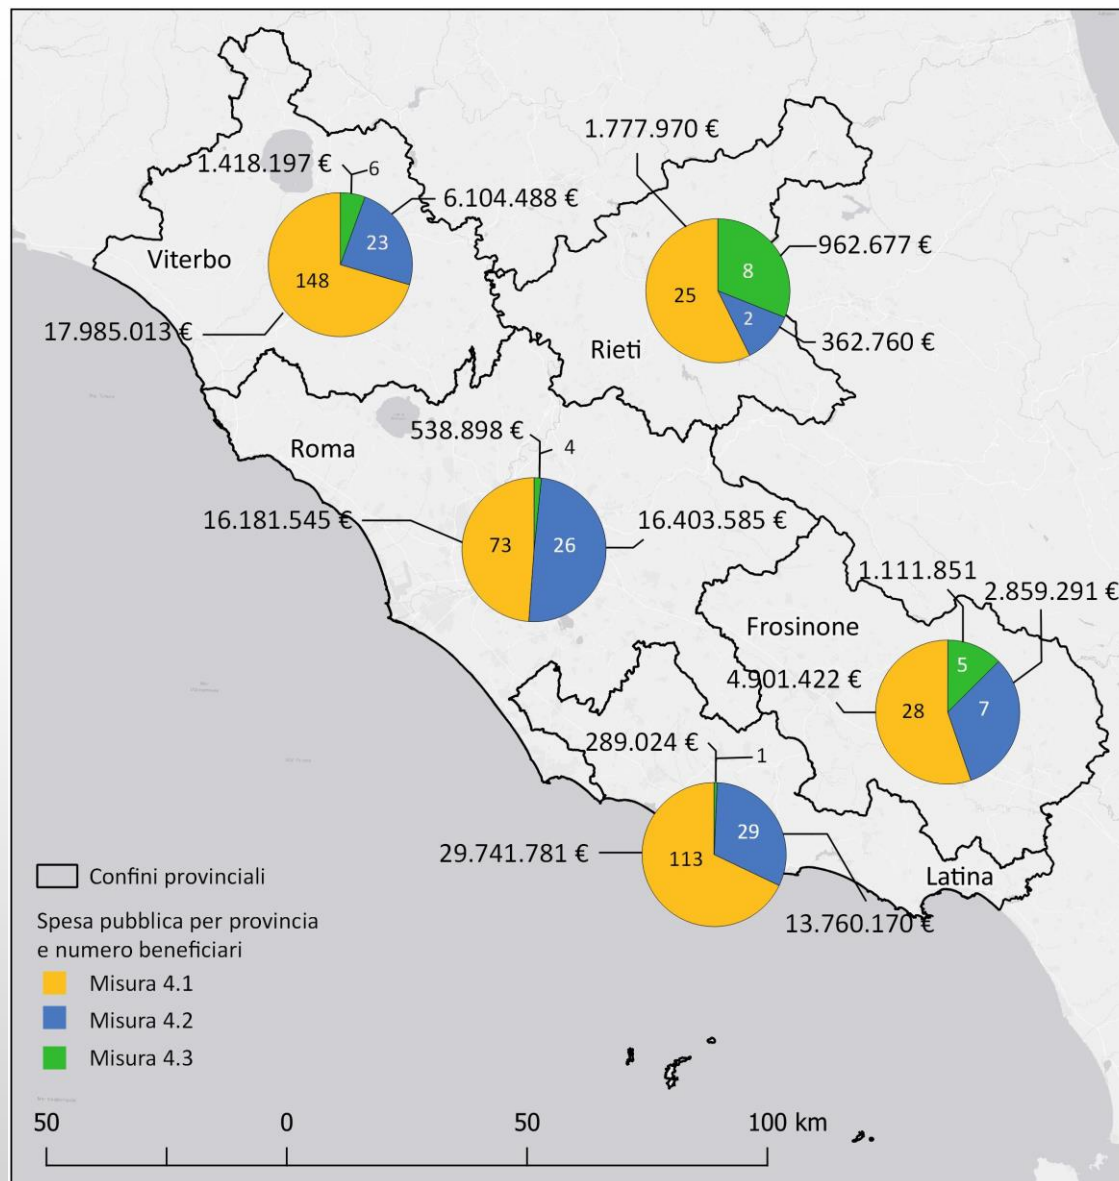 1.777.970 €
1.418.197 €
6
6.104.488 €
23
Viterbo
148
962.677 €
8
25
2
17.985.013 €
362.760 €
Rieti
538.898 €
4
Roma
16.181.545 €
16.403.585 €
73
26
1.111.851
2.859.291 €
Frosinone
5
4.901.422 €
28
7
289.024 €
1
29
29.741.781 €
113
Latina
13.760.170 €
Confini provinciali
Spesa pubblica per provincia
e numero beneficiari
Misura 4.1
Misura 4.2
Misura 4.3
50
0
50
100 km